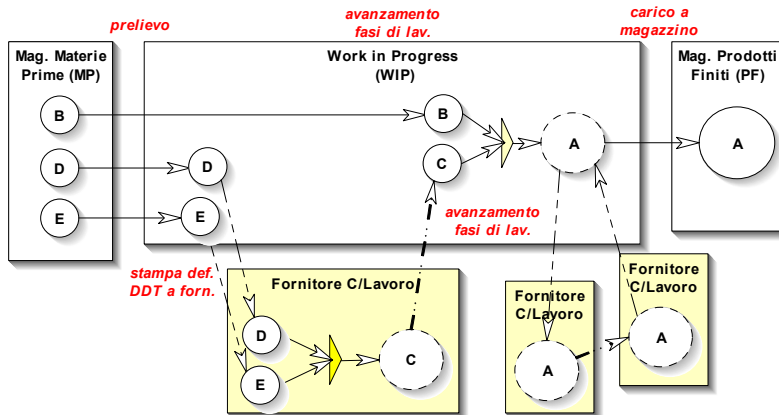 prelievo
avanzamento
fasi di lav.
carico a
magazzino
Mag. Materie
Prime (MP)
Work in Progress
(WIP)
Mag. Prodotti
Finiti (PF)
B
B
D
D
C
A
A
E
E
avanzamento
fasi di lav.
stampa def.
DDT a forn.
Fornitore C/Lavoro
D
E
C
Fornitore
C/Lavoro
A
Fornitore
C/Lavoro
A